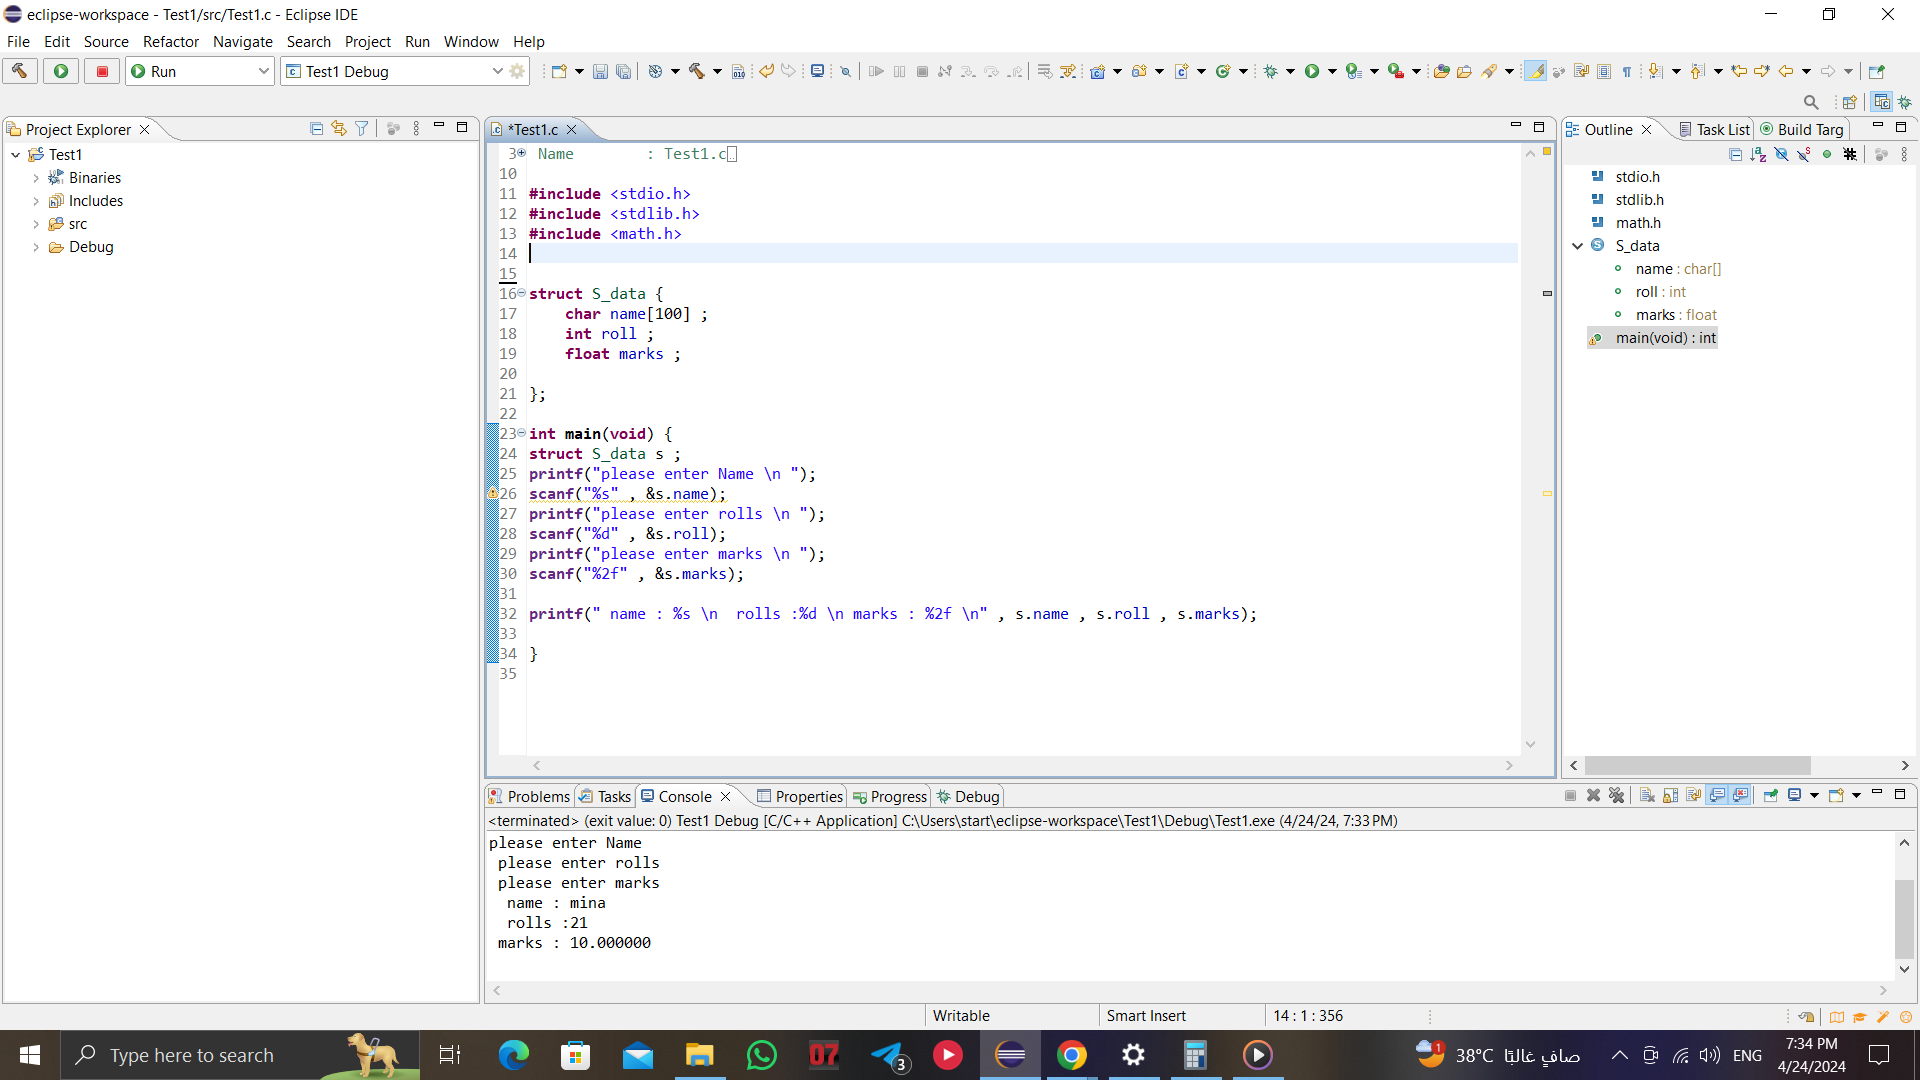 eclipse-workspace - Test1/src/Test1.c - Eclipse IDE
File Edit Source Refactor Navigate Search Project Run Window Help
Run
Test1 Debug
Project Explorer
Test1
Binaries
Includes
src
Debug
*Test1.c
3 Name         : Test1.c
10
11 #include <stdio.h>
12 #include <stdlib.h>
13 #include <math.h>
14
15
16 struct S_data {
17     char name[100] ;
18     int roll ;
19     float marks ;
20
21 };
22
23 int main(void) {
24 struct S_data s ;
25 printf("please enter Name \n ");
26 scanf("%s" , &s.name);
27 printf("please enter rolls \n ");
28 scanf("%d" , &s.roll);
29 printf("please enter marks \n ");
30 scanf("%2f" , &s.marks);
31
32 printf(" name : %s \n  rolls :%d \n marks : %2f \n" , s.name , s.roll , s.marks);
33
34 }
35
Outline Task List Build Targ
stdio.h
stdlib.h
math.h
S_data
name : char[]
roll : int
marks : float
main(void) : int
Problems Tasks Console Properties Progress Debug
<terminated> (exit value: 0) Test1 Debug [C/C++ Application] C:\Users\start\eclipse-workspace\Test1\Debug\Test1.exe (4/24/24, 7:33 PM)
please enter Name
please enter rolls
please enter marks
name : mina
rolls :21
marks : 10.000000
Writable Smart Insert 14 : 1 : 356
Type here to search
07
3
1
38°C صافٍ غالبًا
ENG
7:34 PM
4/24/2024